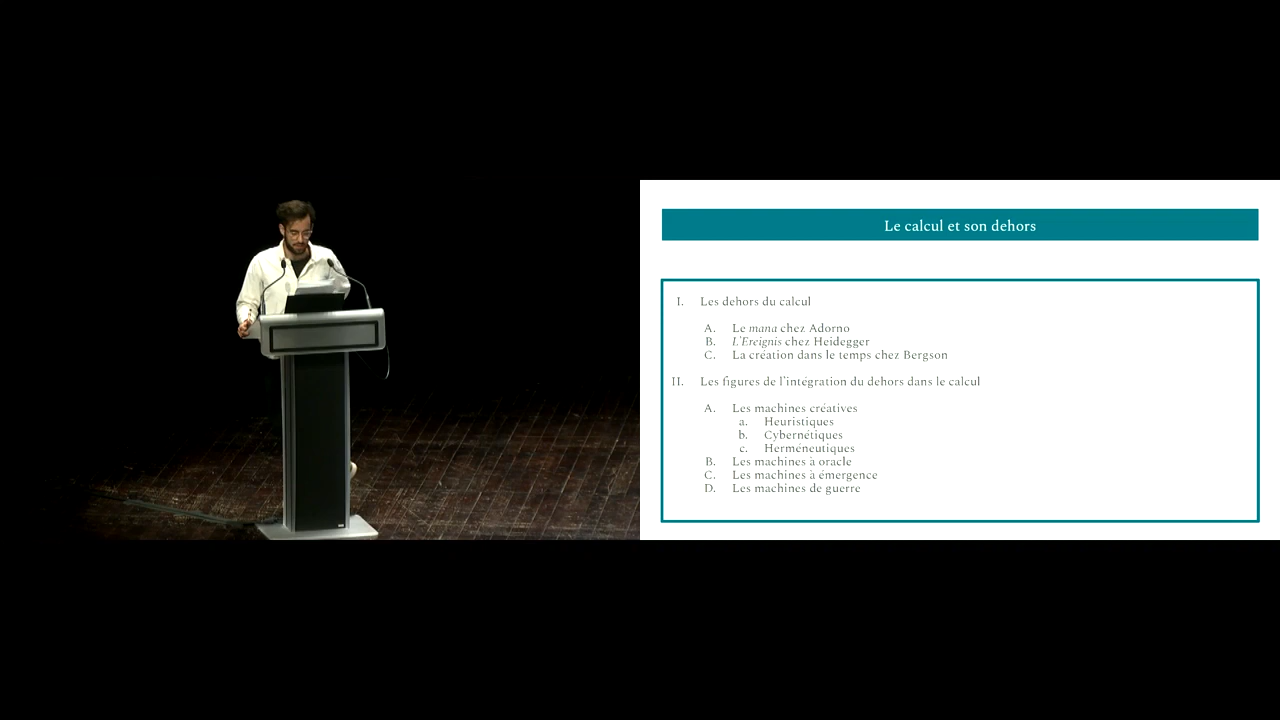 Le calcul et son dehors
I. Les dehors du calcul
A. Le mana chez Adorno
B. L'Ereignis chez Heidegger
C. La création dans le temps chez Bergson
II. Les figures de l'intégration du dehors dans le calcul
A. Les machines créatives
a. Heuristiques
b. Cybernétiques
c. Herméneutiques
B. Les machines à oracle
C. Les machines à émergence
D. Les machines de guerre